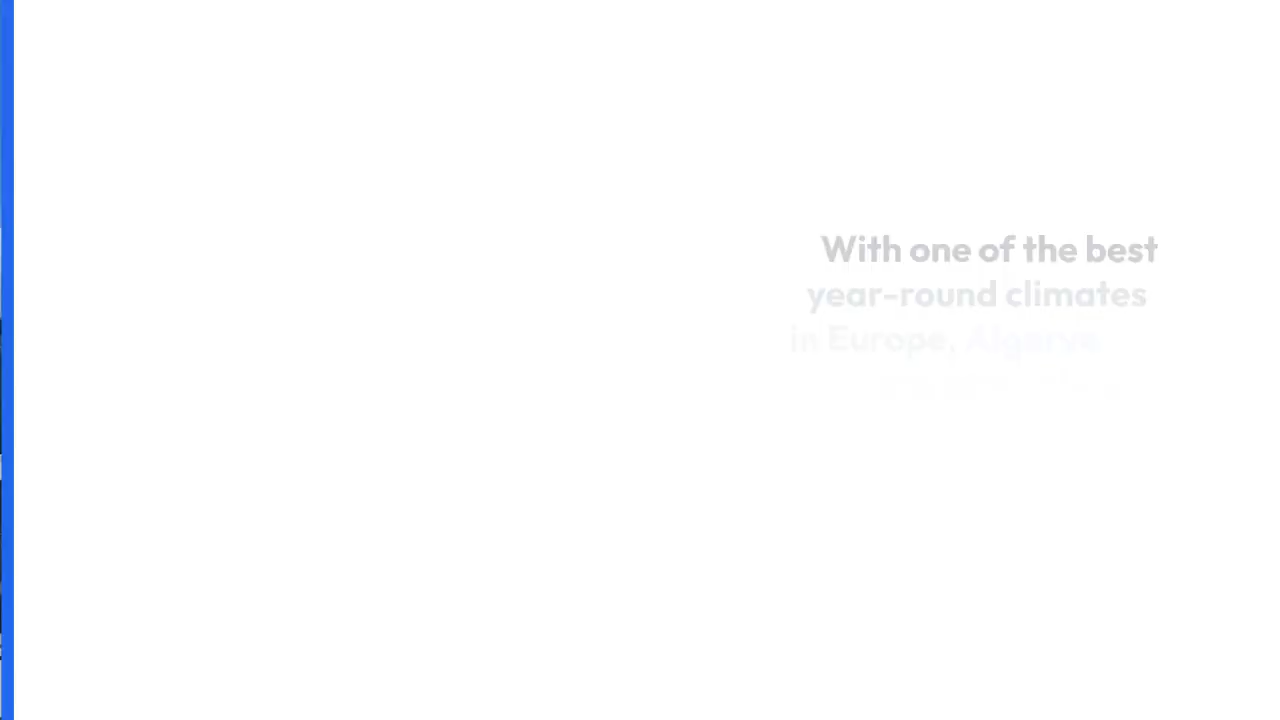 With one of the best
year-round climates
in Europe, Algarve